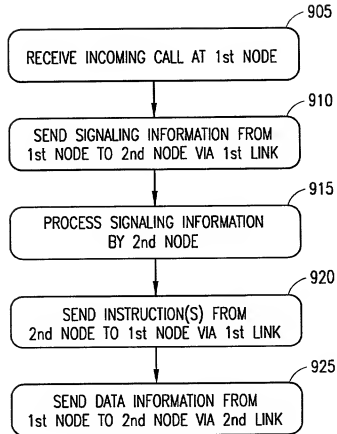 905
RECEIVE INCOMING CALL AT 1st NODE
910
SEND SIGNALING INFORMATION FROM
1st NODE TO 2nd NODE VIA 1st LINK
915
PROCESS SIGNALING INFORMATION
BY 2nd NODE
920
SEND INSTRUCTION(S) FROM
2nd NODE TO 1st NODE VIA 1st LINK
925
SEND DATA INFORMATION FROM
1st NODE TO 2nd NODE VIA 2nd LINK